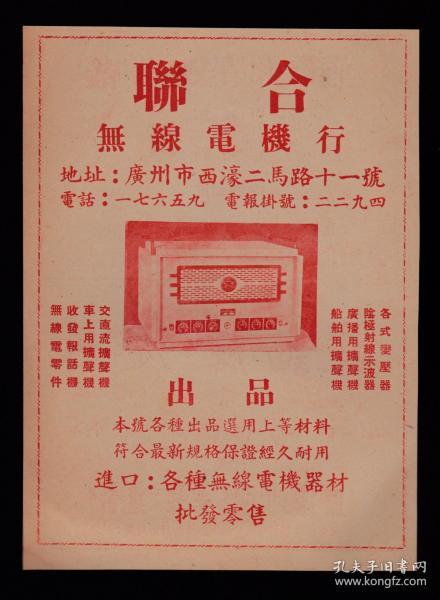 聯合
無線電機行
地址：廣州市西濠二馬路十一號
電話：一七六五九 電報掛號：二二九四
各式變壓器
陰極射線示波器
廣播用擴聲機
船舶用擴聲機
交直流擴聲機
車上用擴聲機
收發報話機
無線電零件
出品
本號各種出品選用上等材料
符合最新規格保證經久耐用
進口：各種無線電機器材
批發零售
孔夫子旧书网
www.kongfz.com